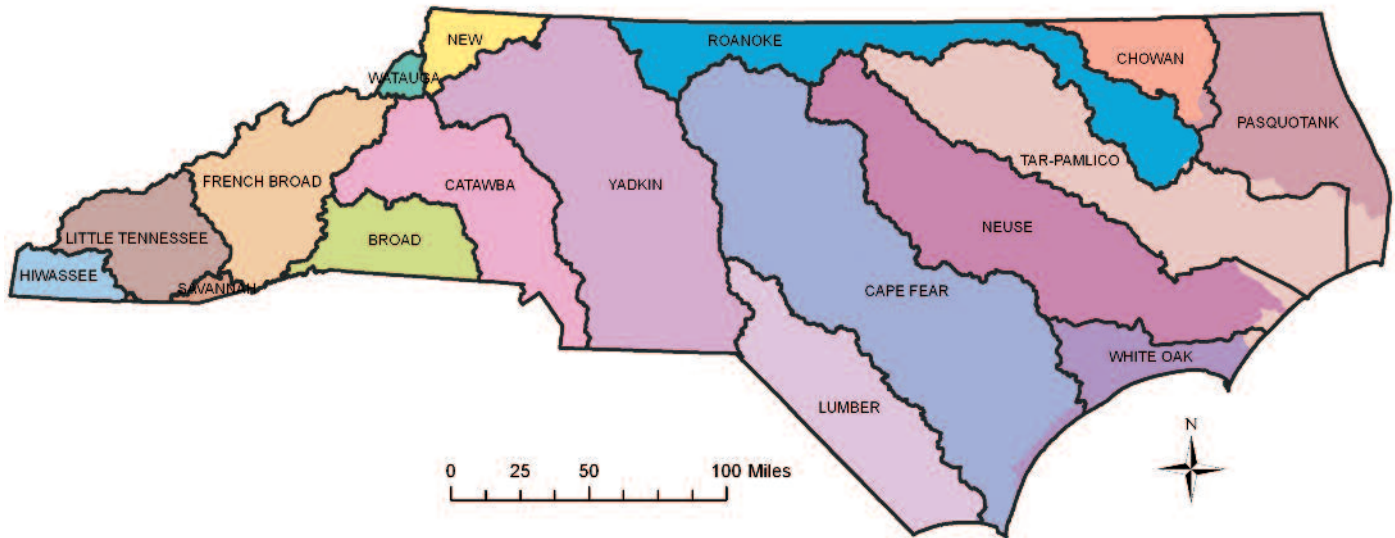 NEW
ROANOKE
CHOWAN
WATAUGA
PASQUOTANK
TAR-PAMLICO
FRENCH BROAD
CATAWBA
YADKIN
NEUSE
LITTLE TENNESSEE
BROAD
HIWASSEE
SAVANNAH
CAPE FEAR
WHITE OAK
LUMBER
N
0 25 50 100 Miles